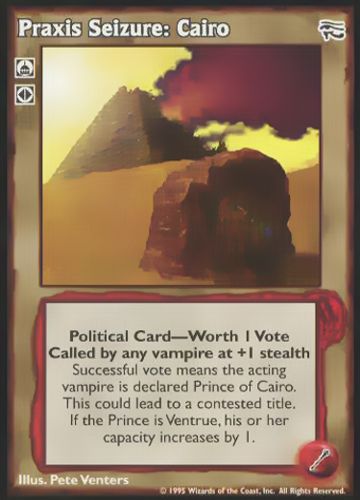 Praxis Seizure: Cairo
Political Card—Worth 1 Vote
Called by any vampire at +1 stealth
Successful vote means the acting
vampire is declared Prince of Cairo.
This could lead to a contested title.
If the Prince is Ventrue, his or her
capacity increases by 1.
Illus. Pete Venters
© 1995 Wizards of the Coast, Inc. All Rights Reserved.